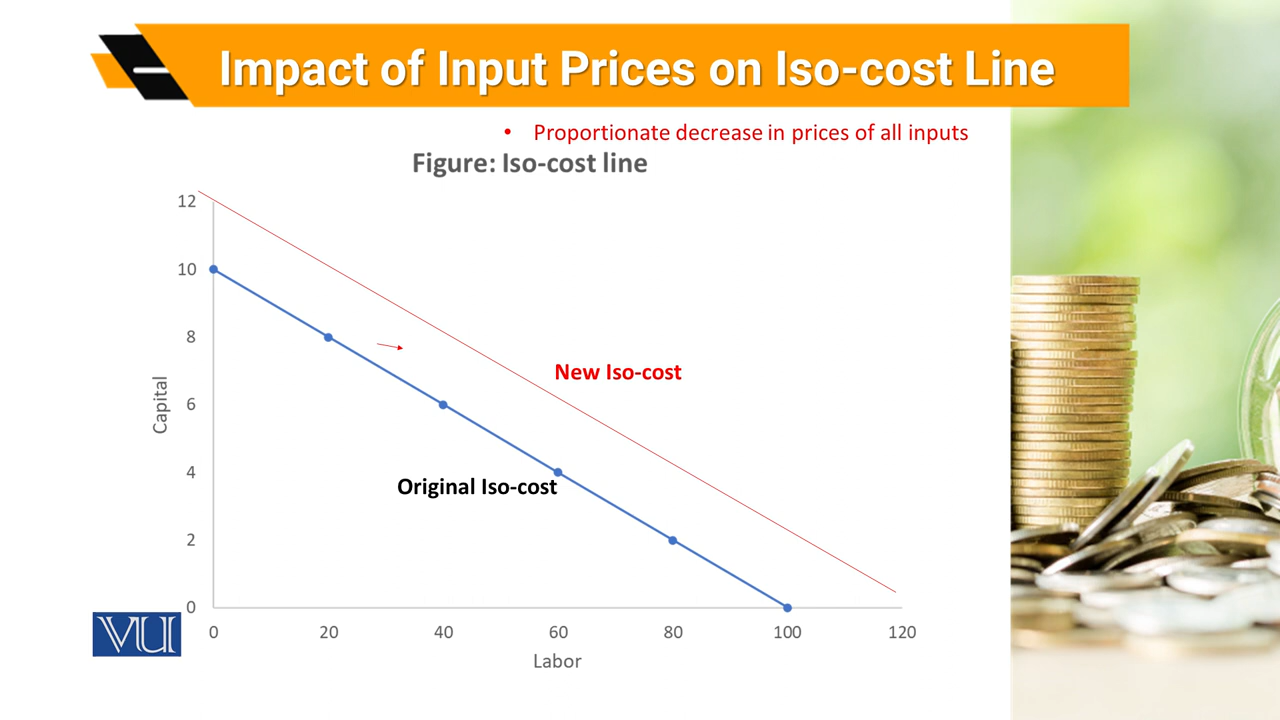 Impact of Input Prices on Iso-cost Line
• Proportionate decrease in prices of all inputs
Figure: Iso-cost line
12
10
8
6
4
2
0
Capital
New Iso-cost
Original Iso-cost
VU
0 20 40 60 80 100 120
Labor